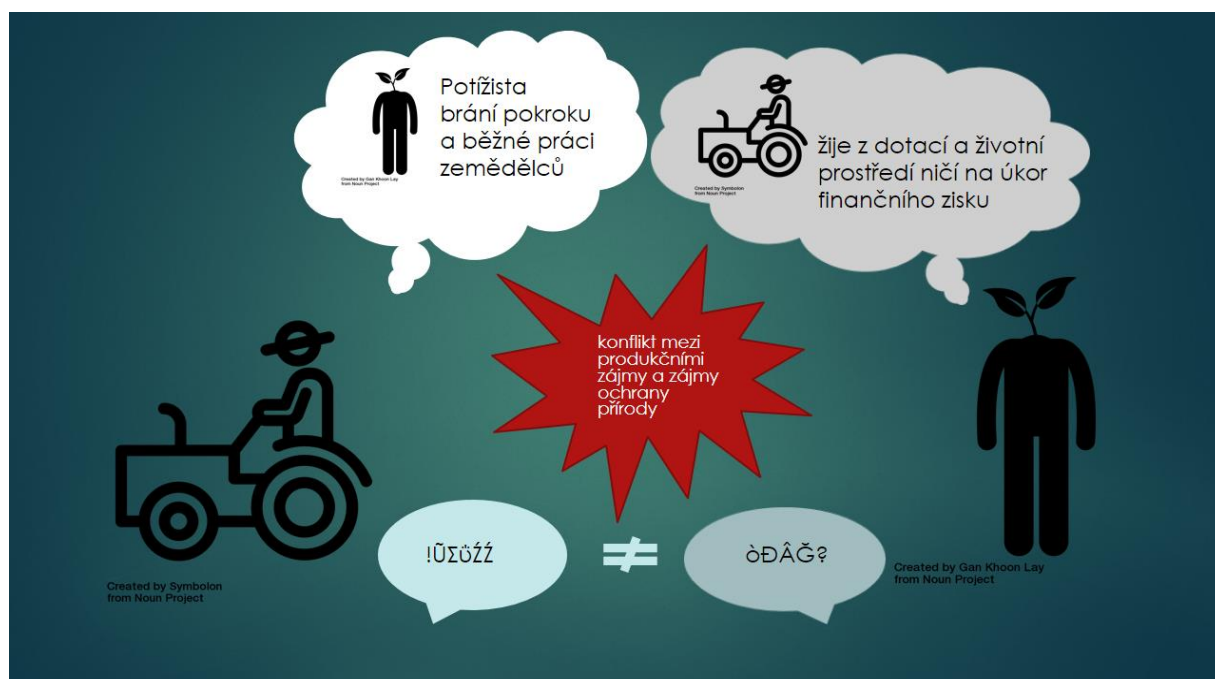 Potížista
brání pokroku
a běžné práci
zemědělců
Created by Gan Khoon Lay
from Noun Project
žije z dotací a životní
prostředí ničí na úkor
finančního zisku
Created by Symbolon
from Noun Project
konflikt mezi
produkčními
zájmy a zájmy
ochrany
přírody
!ŨΣΰŹŹ
≠
òĐÂĞ?
Created by Symbolon
from Noun Project
Created by Gan Khoon Lay
from Noun Project